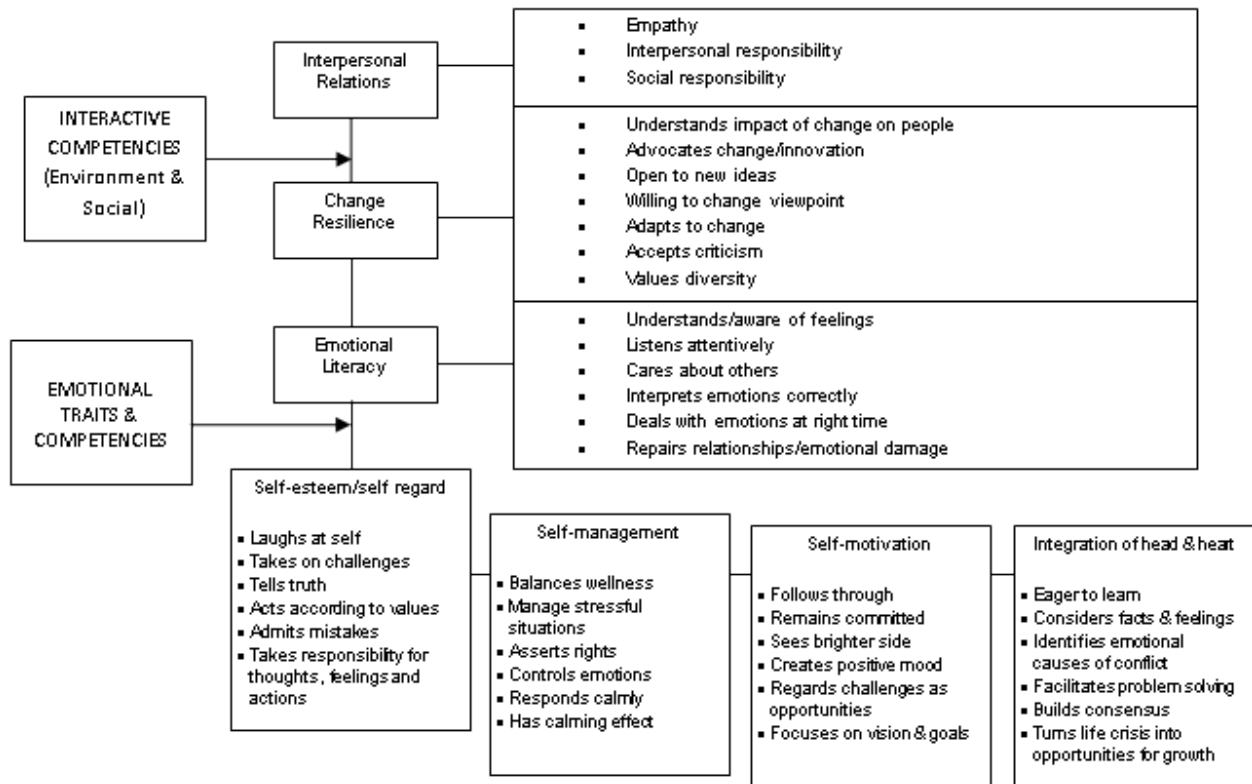 Interpersonal
Relations
▪ Empathy
▪ Interpersonal responsibility
▪ Social responsibility
INTERACTIVE
COMPETENCIES
(Environment &
Social)
Change
Resilience
▪ Understands impact of change on people
▪ Advocates change/innovation
▪ Open to new ideas
▪ Willing to change viewpoint
▪ Adapts to change
▪ Accepts criticism
▪ Values diversity
Emotional
Literacy
▪ Understands/aware of feelings
▪ Listens attentively
▪ Cares about others
▪ Interprets emotions correctly
▪ Deals with emotions at right time
▪ Repairs relationships/emotional damage
EMOTIONAL
TRAITS &
COMPETENCIES
Self-esteem/self regard
▪ Laughs at self
▪ Takes on challenges
▪ Tells truth
▪ Acts according to values
▪ Admits mistakes
▪ Takes responsibility for
thoughts, feelings and
actions
Self-management
▪ Balances wellness
▪ Manage stressful
situations
▪ Asserts rights
▪ Controls emotions
▪ Responds calmly
▪ Has calming effect
Self-motivation
▪ Follows through
▪ Remains committed
▪ Sees brighter side
▪ Creates positive mood
▪ Regards challenges as
opportunities
▪ Focuses on vision & goals
Integration of head & heart
▪ Eager to learn
▪ Considers facts & feelings
▪ Identifies emotional
causes of conflict
▪ Facilitates problem solving
▪ Builds consensus
▪ Turns life crisis into
opportunities for growth